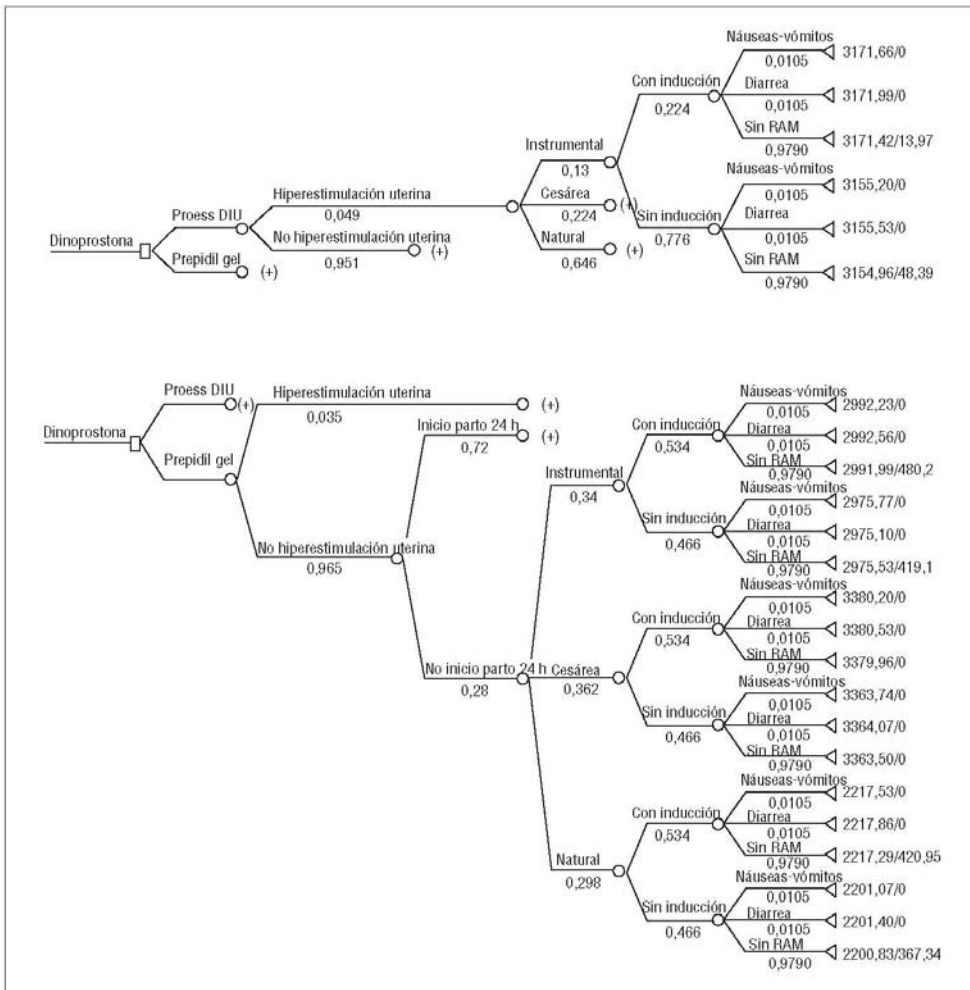 Náuseas-vómitos
0,0105
3171,66/0
Con inducción
0,224
Diarrea
0,0105
3171,99/0
Sin RAM
0,9790
3171,42/13,97
Instrumental
0,13
Náuseas-vómitos
0,0105
3155,20/0
Hiperestimulación uterina
0,049
Cesárea
0,224
(+)
Sin inducción
0,776
Diarrea
0,0105
3155,53/0
Proess DIU
No hiperestimulación uterina
0,951
(+)
Natural
0,646
(+)
Sin RAM
0,9790
3154,96/48,39
Dinoprostona
Prepidil gel
(+)
Proess DIU
(+)
Hiperestimulación uterina
0,035
(+)
Dinoprostona
Prepidil gel
Inicio parto 24 h
0,72
(+)
No hiperestimulación uterina
0,965
No inicio parto 24 h
0,28
Instrumental
0,34
Con inducción
0,534
Náuseas-vómitos
0,0105
2992,23/0
Diarrea
0,0105
2992,56/0
Sin RAM
0,9790
2991,99/480,2
Sin inducción
0,466
Náuseas-vómitos
0,0105
2975,77/0
Diarrea
0,0105
2975,10/0
Sin RAM
0,9790
2975,53/419,1
Cesárea
0,362
Con inducción
0,534
Náuseas-vómitos
0,0105
3380,20/0
Diarrea
0,0105
3380,53/0
Sin RAM
0,9790
3379,96/0
Sin inducción
0,466
Náuseas-vómitos
0,0105
3363,74/0
Diarrea
0,0105
3364,07/0
Sin RAM
0,9790
3363,50/0
Natural
0,298
Con inducción
0,534
Náuseas-vómitos
0,0105
2217,53/0
Diarrea
0,0105
2217,86/0
Sin RAM
0,9790
2217,29/420,95
Sin inducción
0,466
Náuseas-vómitos
0,0105
2201,07/0
Diarrea
0,0105
2201,40/0
Sin RAM
0,9790
2200,83/367,34